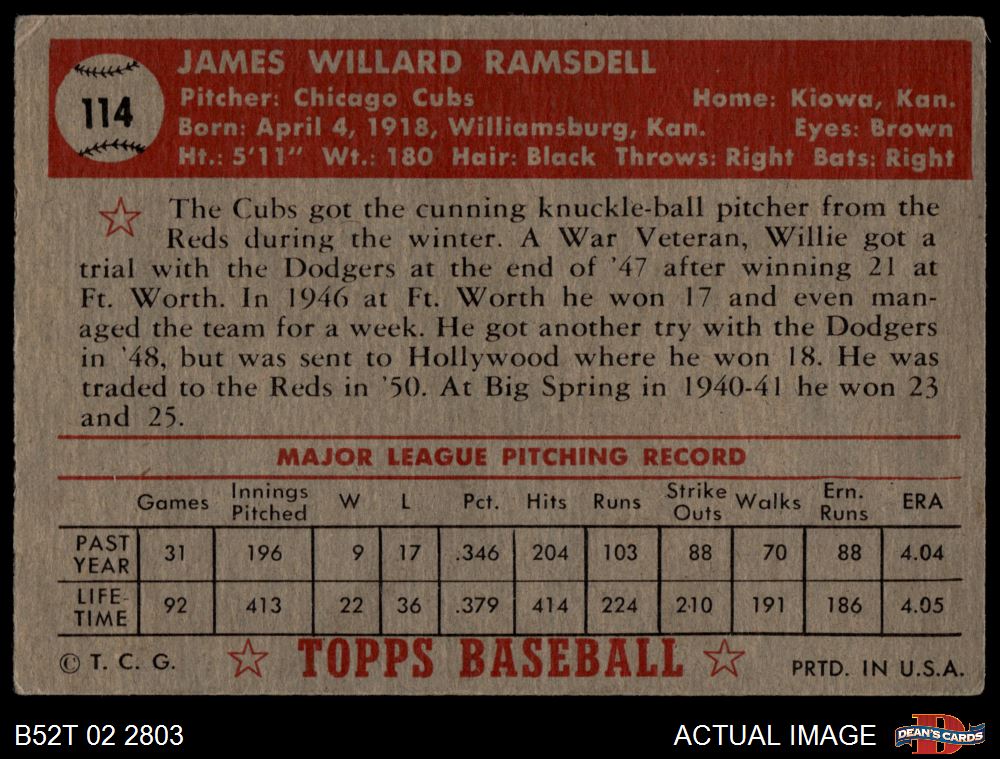 114
JAMES WILLARD RAMSDELL
Pitcher: Chicago Cubs Home: Kiowa, Kan.
Born: April 4, 1918, Williamsburg, Kan. Eyes: Brown
Ht.: 5'11" Wt.: 180 Hair: Black Throws: Right Bats: Right
The Cubs got the cunning knuckle-ball pitcher from the
Reds during the winter. A War Veteran, Willie got a
trial with the Dodgers at the end of '47 after winning 21 at
Ft. Worth. In 1946 at Ft. Worth he won 17 and even man-
aged the team for a week. He got another try with the Dodgers
in '48, but was sent to Hollywood where he won 18. He was
traded to the Reds in '50. At Big Spring in 1940-41 he won 23
and 25.
MAJOR LEAGUE PITCHING RECORD
Games Innings Pitched W L Pct. Hits Runs Strike Outs Walks Ern. Runs ERA
PAST YEAR 31 196 9 17 .346 204 103 88 70 88 4.04
LIFE-TIME 92 413 22 36 .379 414 224 210 191 186 4.05
© T. C. G. TOPPS BASEBALL PRTD. IN U.S.A.
B52T 02 2803 ACTUAL IMAGE DEAN'S CARDS